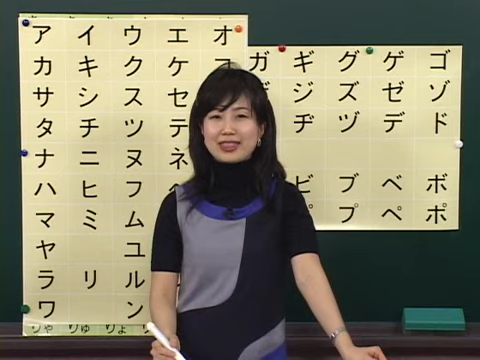 ア イ ウ エ オ
カ キ ク ケ
サ シ ス セ
タ チ ツ テ
ナ ニ ヌ ネ
ハ ヒ フ
マ ミ ム
ヤ ユ
ラ リ ル
ワ ン
りゃ りゅ りょ
ガ ギ グ ゲ ゴ
ジ ズ ゼ ゾ
ヂ ヅ デ ド
ビ ブ ベ ボ
プ ペ ポ